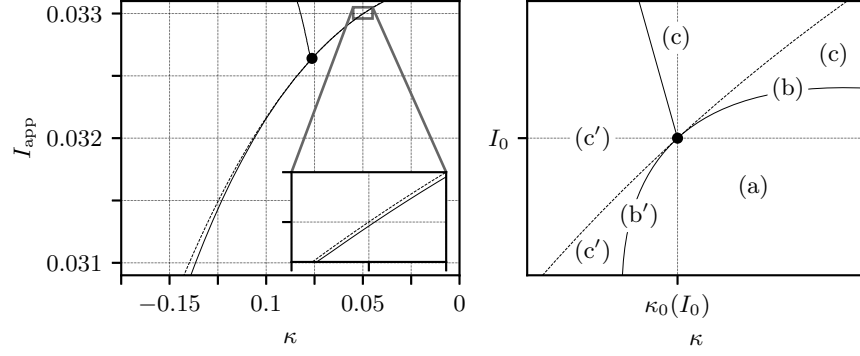 0.033
0.032
0.031
I_app
−0.15
0.1
0.05
0
κ
I_0
(c)
(c)
(b)
(c′)
(a)
(b′)
(c′)
κ_0(I_0)
κ